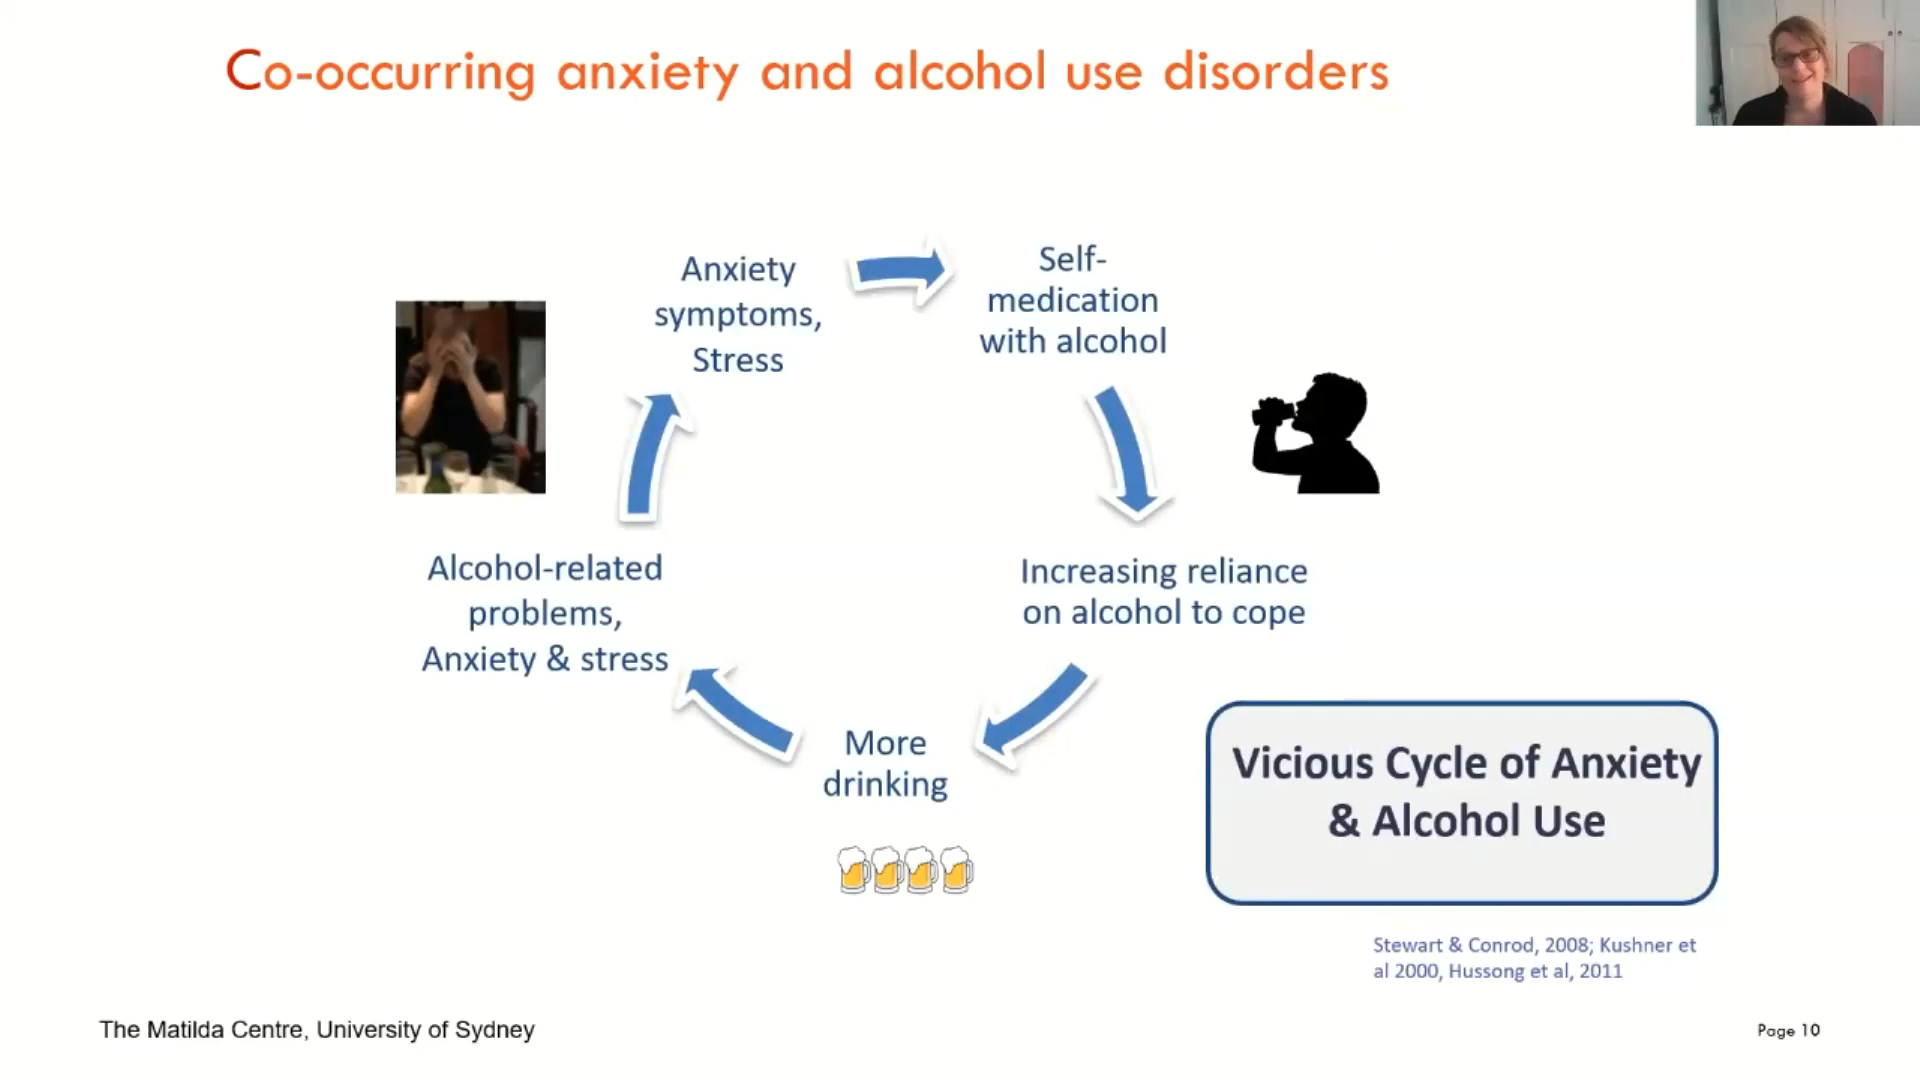 Co-occurring anxiety and alcohol use disorders
Anxiety
symptoms,
Stress
Self-
medication
with alcohol
Increasing reliance
on alcohol to cope
More
drinking
Alcohol-related
problems,
Anxiety & stress
Vicious Cycle of Anxiety
& Alcohol Use
Stewart & Conrod, 2008; Kushner et
al 2000, Hussong et al, 2011
The Matilda Centre, University of Sydney
Page 10